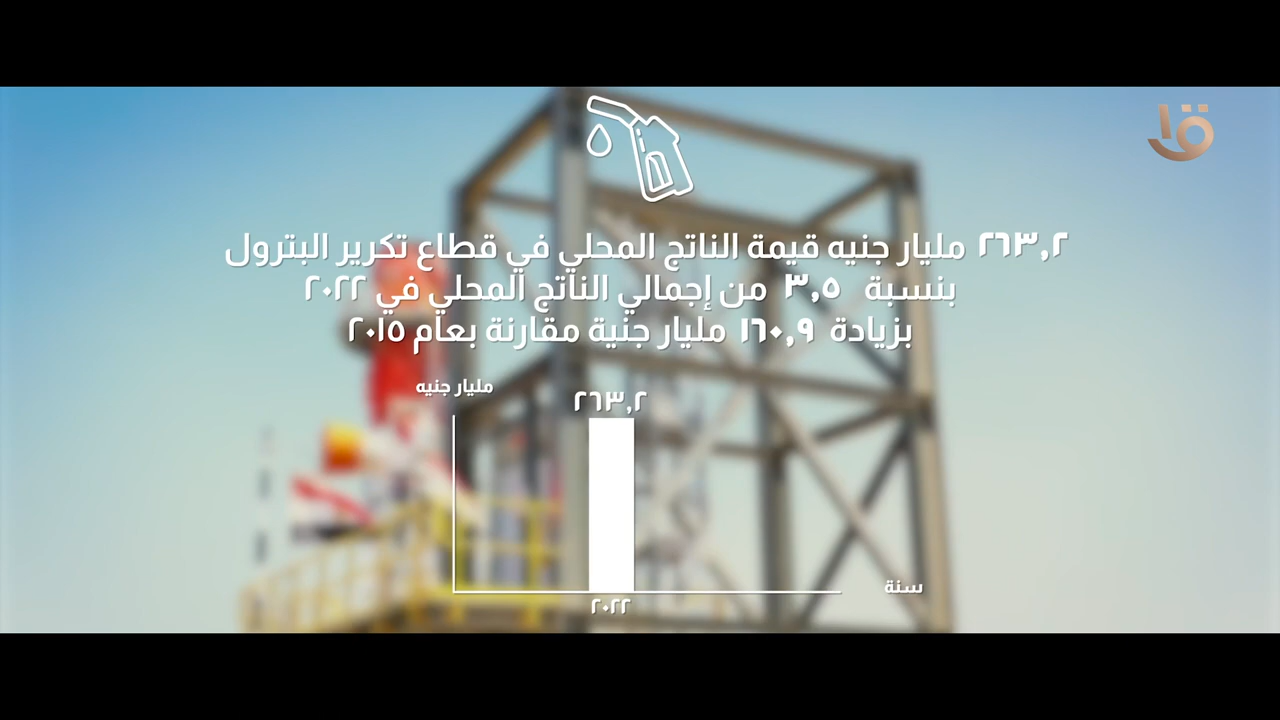 ٢٦٣,٢ مليار جنيه قيمة الناتج المحلي في قطاع تكرير البترول
بنسبة ٣,٥ من إجمالي الناتج المحلي في ٢٠٢٢
بزيادة ١٦٠,٩ مليار جنية مقارنة بعام ٢٠١٥
مليار جنيه
٢٦٣,٢
سنة
٢٠٢٢